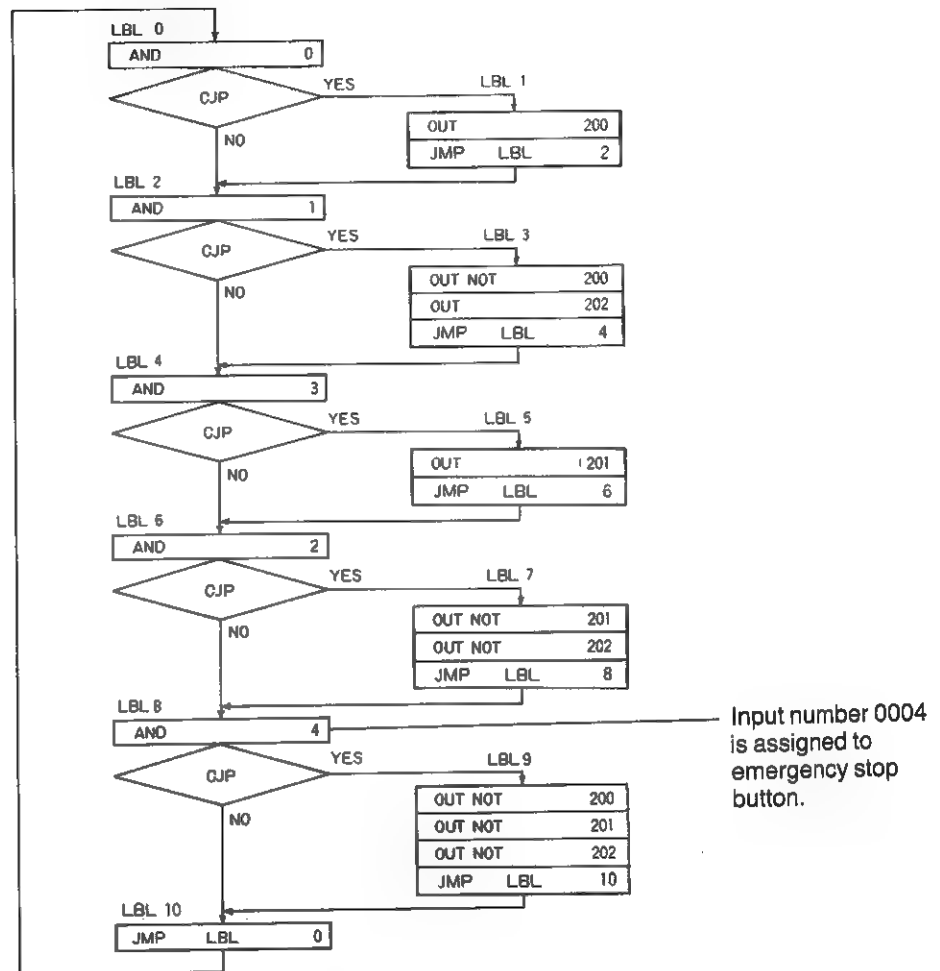 LBL 0
AND 0
CJP
YES
NO
LBL 1
OUT 200
JMP LBL 2
LBL 2
AND 1
CJP
YES
NO
LBL 3
OUT NOT 200
OUT 202
JMP LBL 4
LBL 4
AND 3
CJP
YES
NO
LBL 5
OUT 201
JMP LBL 6
LBL 6
AND 2
CJP
YES
NO
LBL 7
OUT NOT 201
OUT NOT 202
JMP LBL 8
LBL 8
AND 4
Input number 0004
is assigned to
emergency stop
button.
CJP
YES
NO
LBL 9
OUT NOT 200
OUT NOT 201
OUT NOT 202
JMP LBL 10
LBL 10
JMP LBL 0